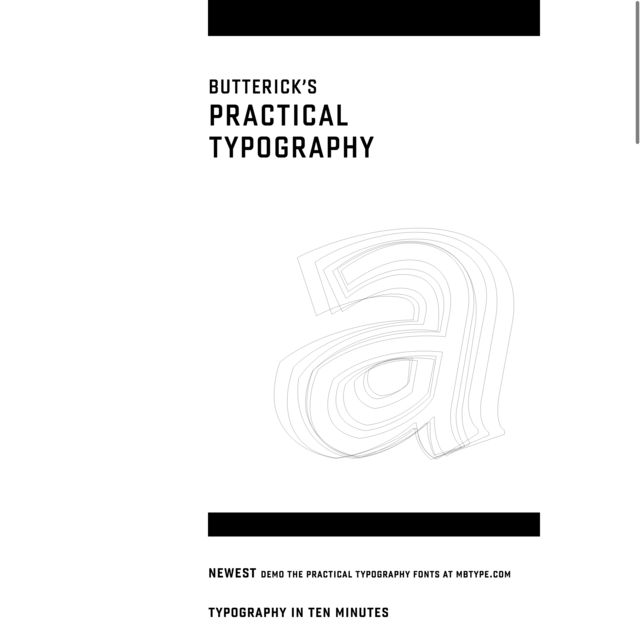 BUTTERICK’S
PRACTICAL
TYPOGRAPHY
a
NEWEST DEMO THE PRACTICAL TYPOGRAPHY FONTS AT MBTYPE.COM
TYPOGRAPHY IN TEN MINUTES